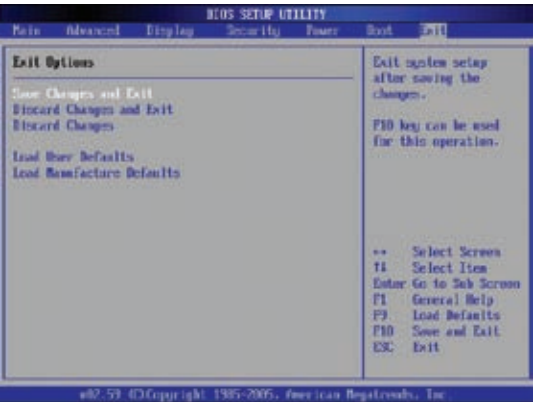 BIOS SETUP UTILITY
Main Advanced Display Security Power Boot Exit
Exit Options
Save Changes and Exit
Discard Changes and Exit
Discard Changes
Load User Defaults
Load Manufacture Defaults
Exit system setup
after saving the
changes.
F10 key can be used
for this operation.
↔ Select Screen
↑↓ Select Item
Enter Go to Sub Screen
F1 General Help
F9 Load Defaults
F10 Save and Exit
ESC Exit
v02.59 (C)Copyright 1985-2005, American Megatrends, Inc